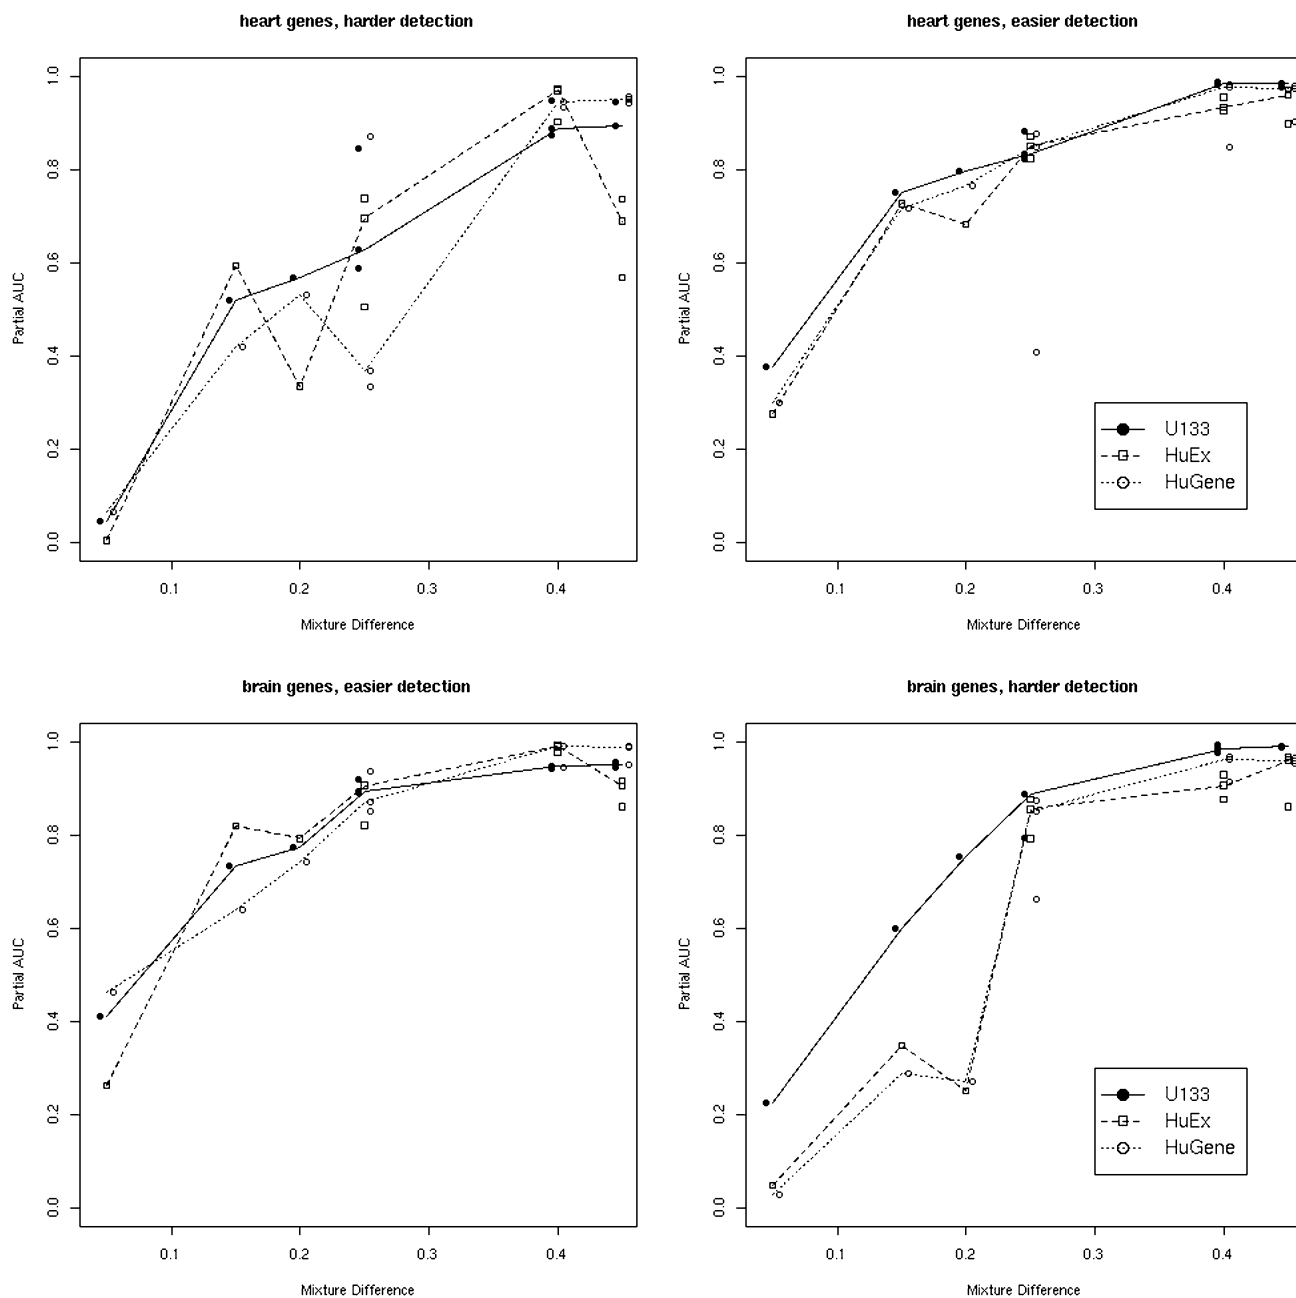 heart genes, harder detection
Partial AUC
0.0 0.2 0.4 0.6 0.8 1.0
0.1 0.2 0.3 0.4
Mixture Difference
heart genes, easier detection
Partial AUC
0.0 0.2 0.4 0.6 0.8 1.0
U133
HuEx
HuGene
0.1 0.2 0.3 0.4
Mixture Difference
brain genes, easier detection
Partial AUC
0.0 0.2 0.4 0.6 0.8 1.0
0.1 0.2 0.3 0.4
Mixture Difference
brain genes, harder detection
Partial AUC
0.0 0.2 0.4 0.6 0.8 1.0
U133
HuEx
HuGene
0.1 0.2 0.3 0.4
Mixture Difference